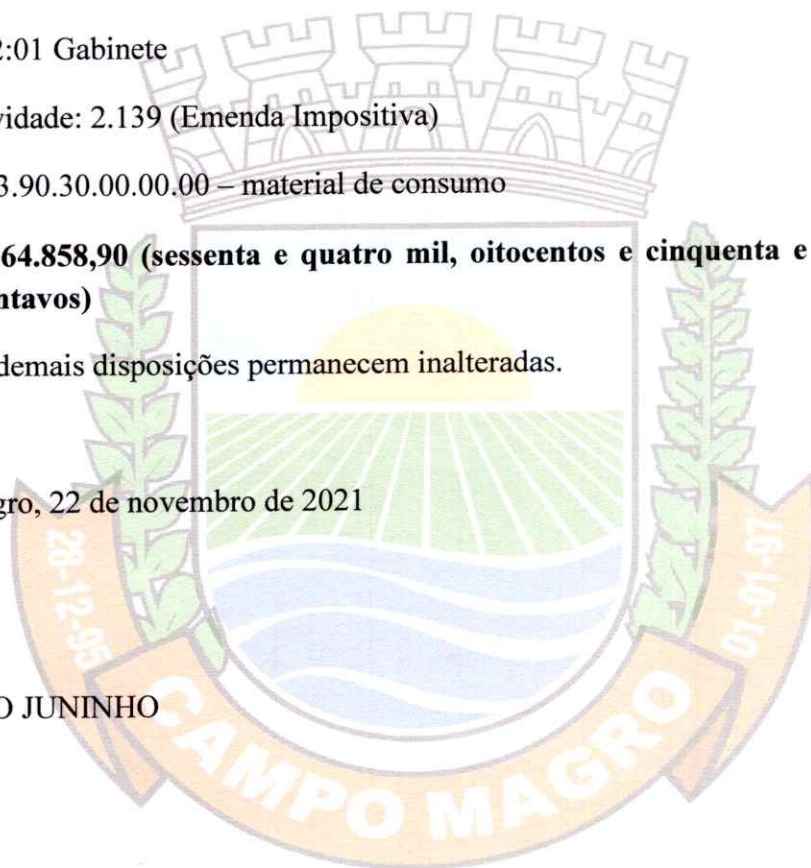 2:01 Gabinete
vidade: 2.139 (Emenda Impositiva)
3.90.30.00.00.00 – material de consumo
64.858,90 (sessenta e quatro mil, oitocentos e cinquenta e
ntavos)
demais disposições permanecem inalteradas.
gro, 22 de novembro de 2021
28-12-95
01-01-97
O JUNINHO
CAMPO MAGRO